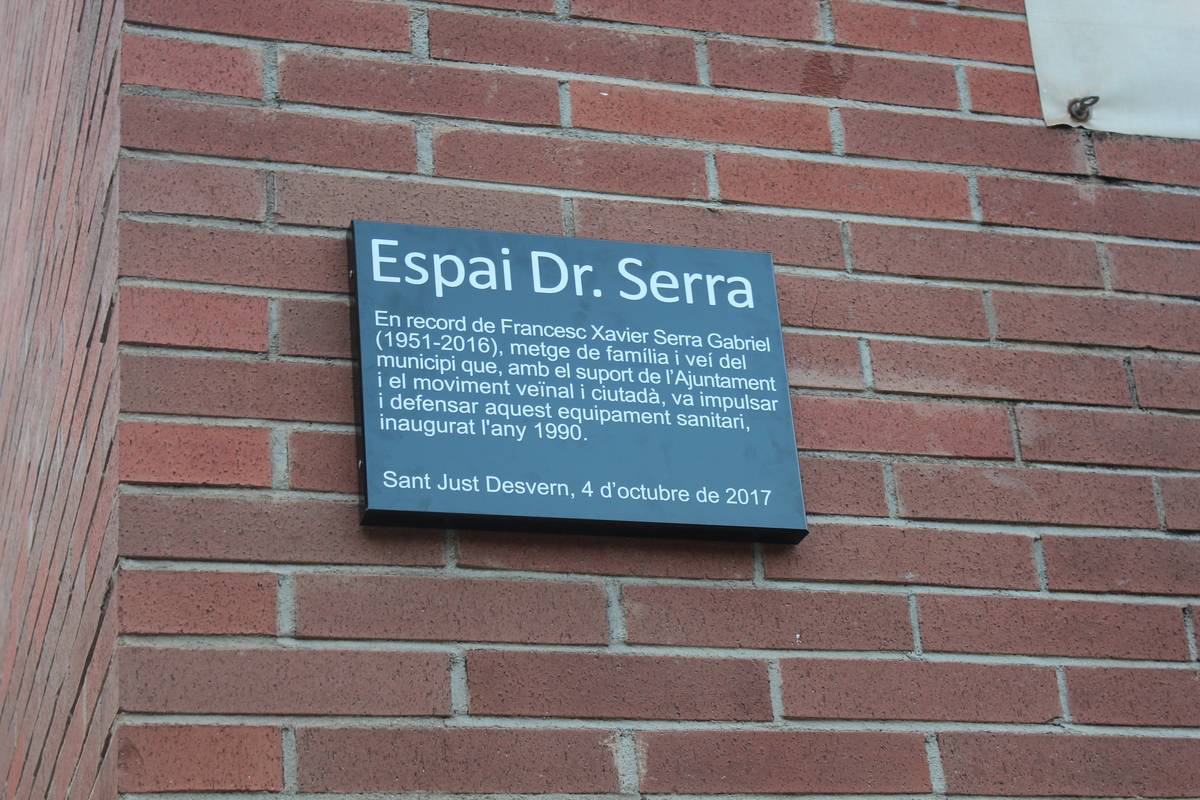 Espai Dr. Serra
En record de Francesc Xavier Serra Gabriel
(1951-2016), metge de família i veí del
municipi que, amb el suport de l'Ajuntament
i el moviment veïnal i ciutadà, va impulsar
i defensar aquest equipament sanitari,
inaugurat l'any 1990.
Sant Just Desvern, 4 d'octubre de 2017